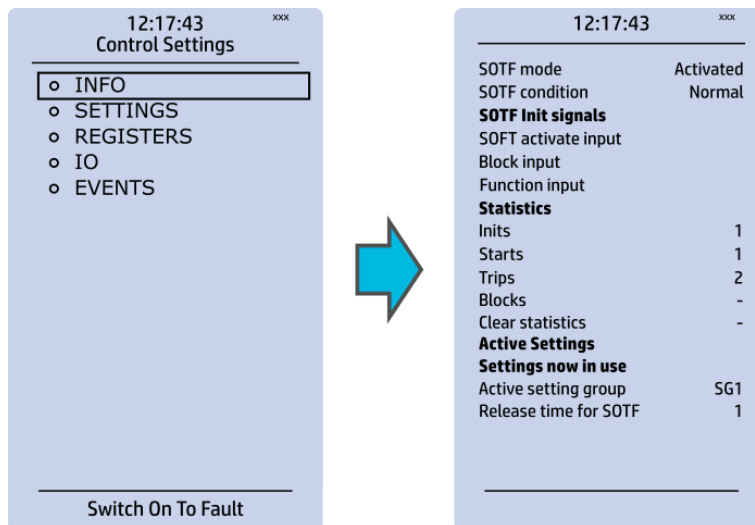 12:17:43 xxx
Control Settings
INFO
SETTINGS
REGISTERS
IO
EVENTS
Switch On To Fault
12:17:43 xxx
SOTF mode Activated
SOTF condition Normal
SOTF Init signals
SOFT activate input
Block input
Function input
Statistics
Inits 1
Starts 1
Trips 2
Blocks -
Clear statistics -
Active Settings
Settings now in use
Active setting group SG1
Release time for SOTF 1